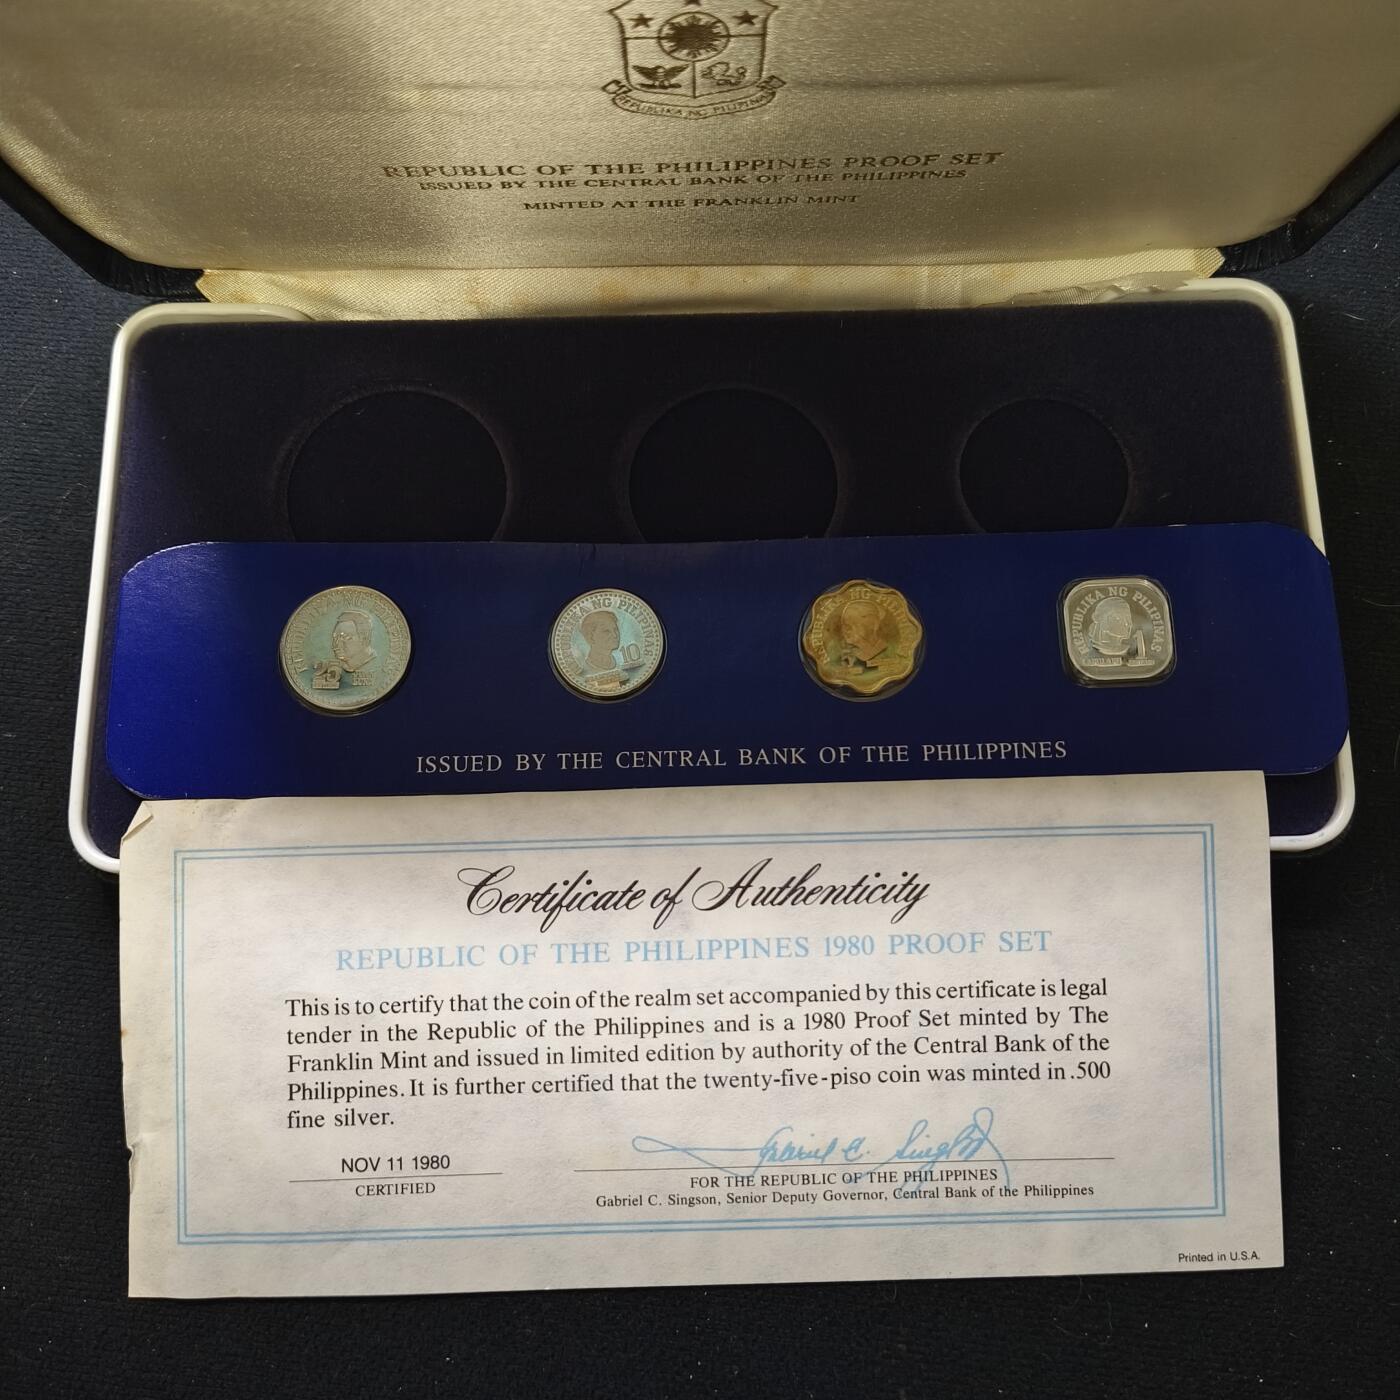 REPUBLIKA NG PILIPINAS
REPUBLIC OF THE PHILIPPINES PROOF SET
ISSUED BY THE CENTRAL BANK OF THE PHILIPPINES
MINTED AT THE FRANKLIN MINT
25
REPUBLIKA NG PILIPINAS
10
REPUBLIKA NG PILIPINAS
1
ISSUED BY THE CENTRAL BANK OF THE PHILIPPINES
Certificate of Authenticity
REPUBLIC OF THE PHILIPPINES 1980 PROOF SET
This is to certify that the coin of the realm set accompanied by this certificate is legal
tender in the Republic of the Philippines and is a 1980 Proof Set minted by The
Franklin Mint and issued in limited edition by authority of the Central Bank of the
Philippines. It is further certified that the twenty-five-piso coin was minted in .500
fine silver.
Gabriel C. Singson
NOV 11 1980
CERTIFIED
FOR THE REPUBLIC OF THE PHILIPPINES
Gabriel C. Singson, Senior Deputy Governor, Central Bank of the Philippines
Printed in U.S.A.